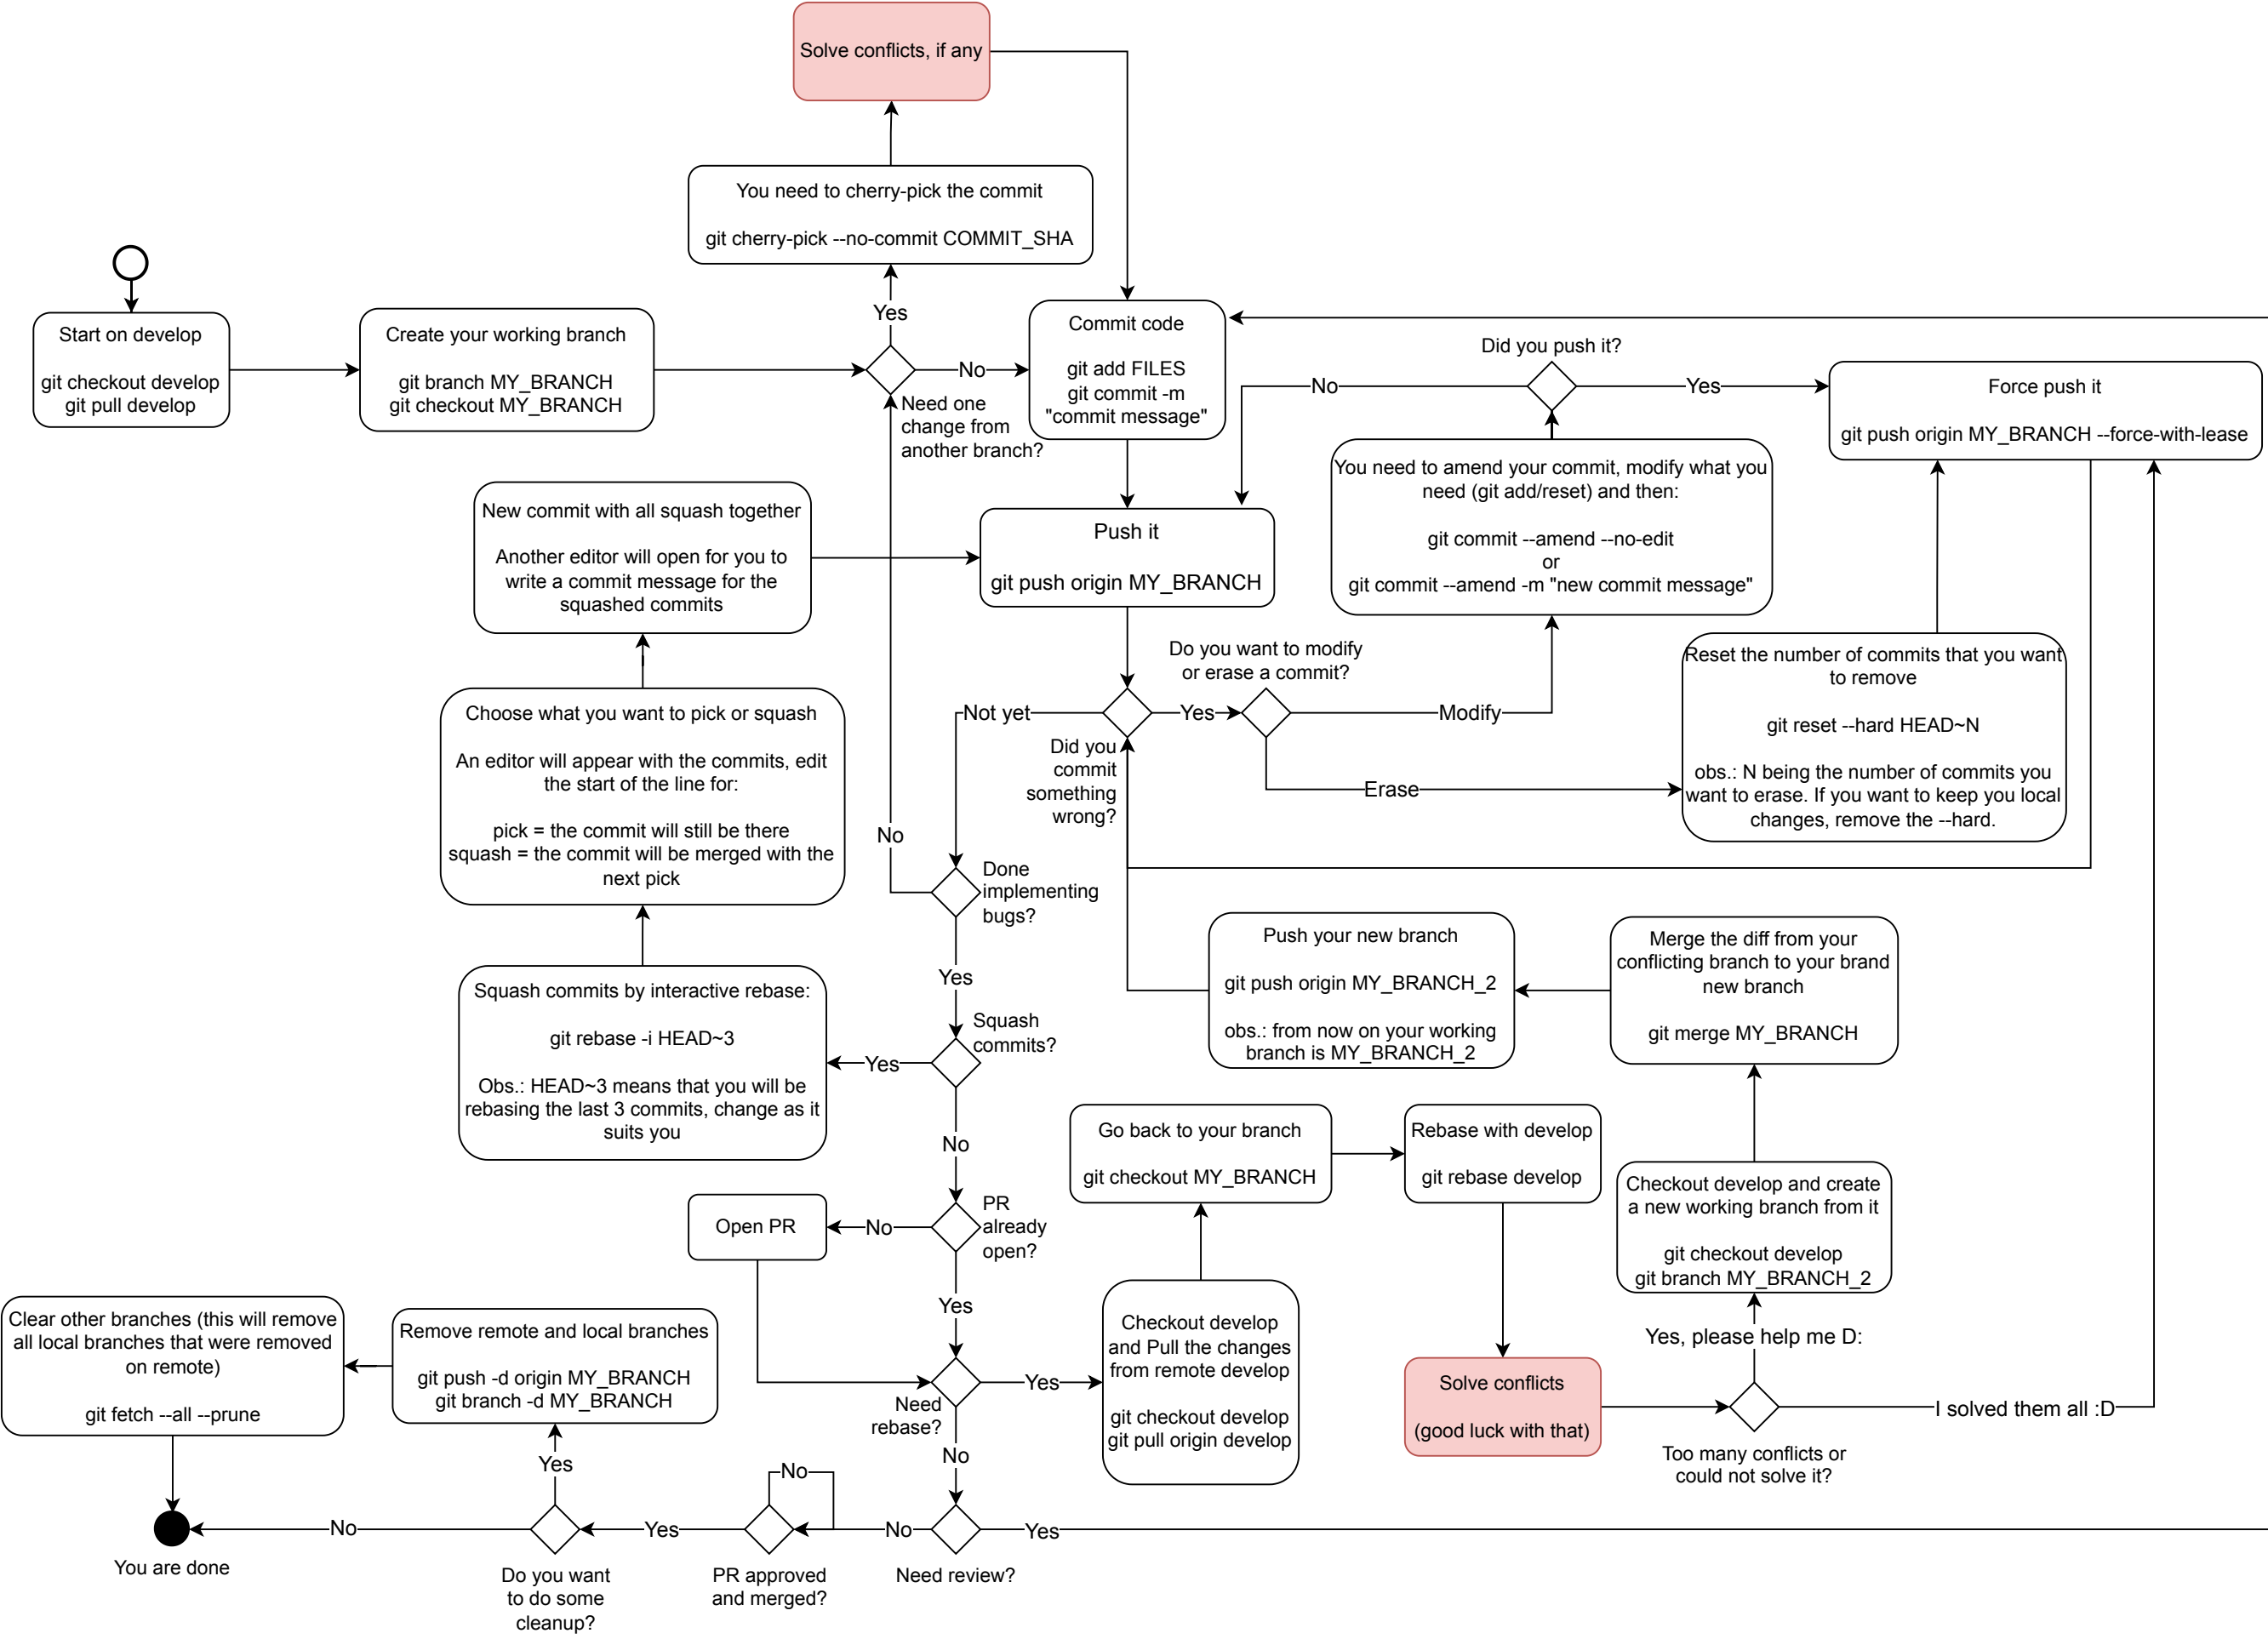 Solve conflicts, if any
You need to cherry-pick the commit
git cherry-pick --no-commit COMMIT_SHA
Yes
Start on develop
git checkout develop
git pull develop
Create your working branch
git branch MY_BRANCH
git checkout MY_BRANCH
No
Need one
change from
another branch?
Commit code
git add FILES
git commit -m
"commit message"
Did you push it?
No
Yes
Force push it
git push origin MY_BRANCH --force-with-lease
You need to amend your commit, modify what you
need (git add/reset) and then:
git commit --amend --no-edit
or
git commit --amend -m "new commit message"
New commit with all squash together
Another editor will open for you to
write a commit message for the
squashed commits
Push it
git push origin MY_BRANCH
Do you want to modify
or erase a commit?
Reset the number of commits that you want
to remove
git reset --hard HEAD~N
obs.: N being the number of commits you
want to erase. If you want to keep you local
changes, remove the --hard.
Not yet
Yes
Modify
Did you
commit
something
wrong?
Erase
Choose what you want to pick or squash
An editor will appear with the commits, edit
the start of the line for:
pick = the commit will still be there
squash = the commit will be merged with the
next pick
No
Done
implementing
bugs?
Yes
Push your new branch
git push origin MY_BRANCH_2
obs.: from now on your working
branch is MY_BRANCH_2
Merge the diff from your
conflicting branch to your brand
new branch
git merge MY_BRANCH
Squash commits by interactive rebase:
git rebase -i HEAD~3
Obs.: HEAD~3 means that you will be
rebasing the last 3 commits, change as it
suits you
Squash
commits?
Yes
No
Go back to your branch
git checkout MY_BRANCH
Rebase with develop
git rebase develop
Checkout develop and create
a new working branch from it
git checkout develop
git branch MY_BRANCH_2
Open PR
No
PR
already
open?
Yes
Checkout develop
and Pull the changes
from remote develop
git checkout develop
git pull origin develop
Yes, please help me D:
Clear other branches (this will remove
all local branches that were removed
on remote)
git fetch --all --prune
Remove remote and local branches
git push -d origin MY_BRANCH
git branch -d MY_BRANCH
Need
rebase?
Yes
No
Solve conflicts
(good luck with that)
I solved them all :D
Too many conflicts or
could not solve it?
Yes
No
No
Yes
No
Yes
You are done
Do you want
to do some
cleanup?
PR approved
and merged?
Need review?